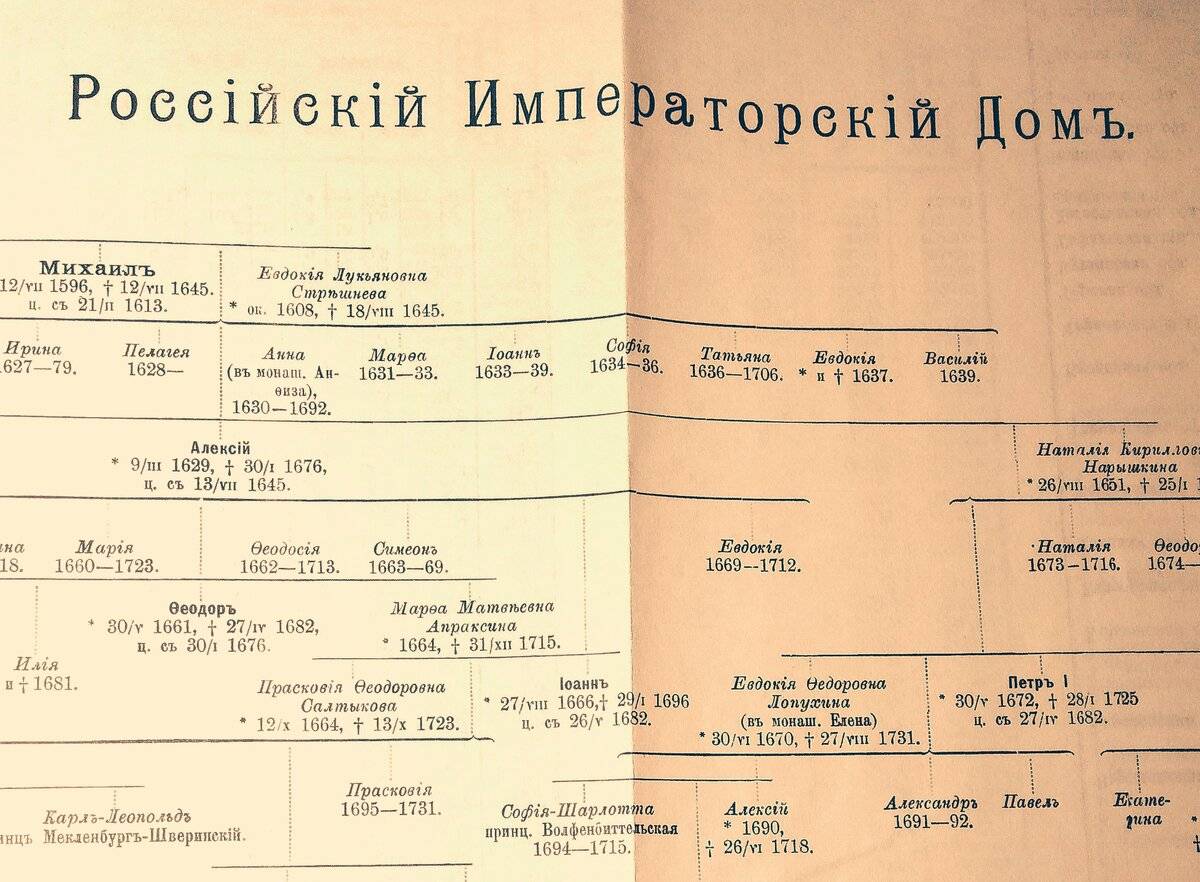 Россійскій Императорскій Домъ.
Михаилъ
12/VII 1596, † 12/VII 1645.
ц. съ 21/II 1613.
Евдокія Лукьяновна
Стрѣшнева
* ок. 1608, † 18/VIII 1645.
Ирина
1627—79.
Пелагея
1628—
Анна
(въ монаш. Ан-
ѳиза),
1630—1692.
Марѳа
1631—33.
Іоаннъ
1633—39.
Софія
1634—36.
Татьяна
1636—1706.
Евдокія
* и † 1637.
Василій
1639.
Алексій
* 9/III 1629, † 30/I 1676,
ц. съ 13/VII 1645.
Наталія Кириллов
Нарышкина
* 26/VIII 1651, † 25/I 1
на
18.
Марія
1660—1723.
Ѳеодосія
1662—1713.
Симеонъ
1663—69.
Евдокія
1669--1712.
Наталія
1673—1716.
Ѳеодо
1674—
Ѳеодоръ
* 30/V 1661, † 27/IV 1682,
ц. съ 30/I 1676.
Марѳа Матвѣевна
Апраксина
* 1664, † 31/XII 1715.
Илія
и † 1681.
Прасковія Ѳеодоровна
Салтыкова
* 12/X 1664, † 13/X 1723.
Іоаннъ
* 27/VIII 1666, † 29/I 1696
ц. съ 26/V 1682.
Евдокія Ѳедоровна
Лопухина
(въ монаш. Елена)
* 30/VI 1670, † 27/VIII 1731.
Петръ I
* 30/V 1672, † 28/I 1725
ц. съ 27/IV 1682.
Карлъ-Леопольдъ
инцъ Мекленбургъ-Шверинскій.
Прасковія
1695—1731.
Софія-Шарлотта
принц. Волфенбиттельская
1694—1715.
Алексій
* 1690,
† 26/VI 1718.
Александръ
1691—92.
Павелъ
Екате-
рина
*
†